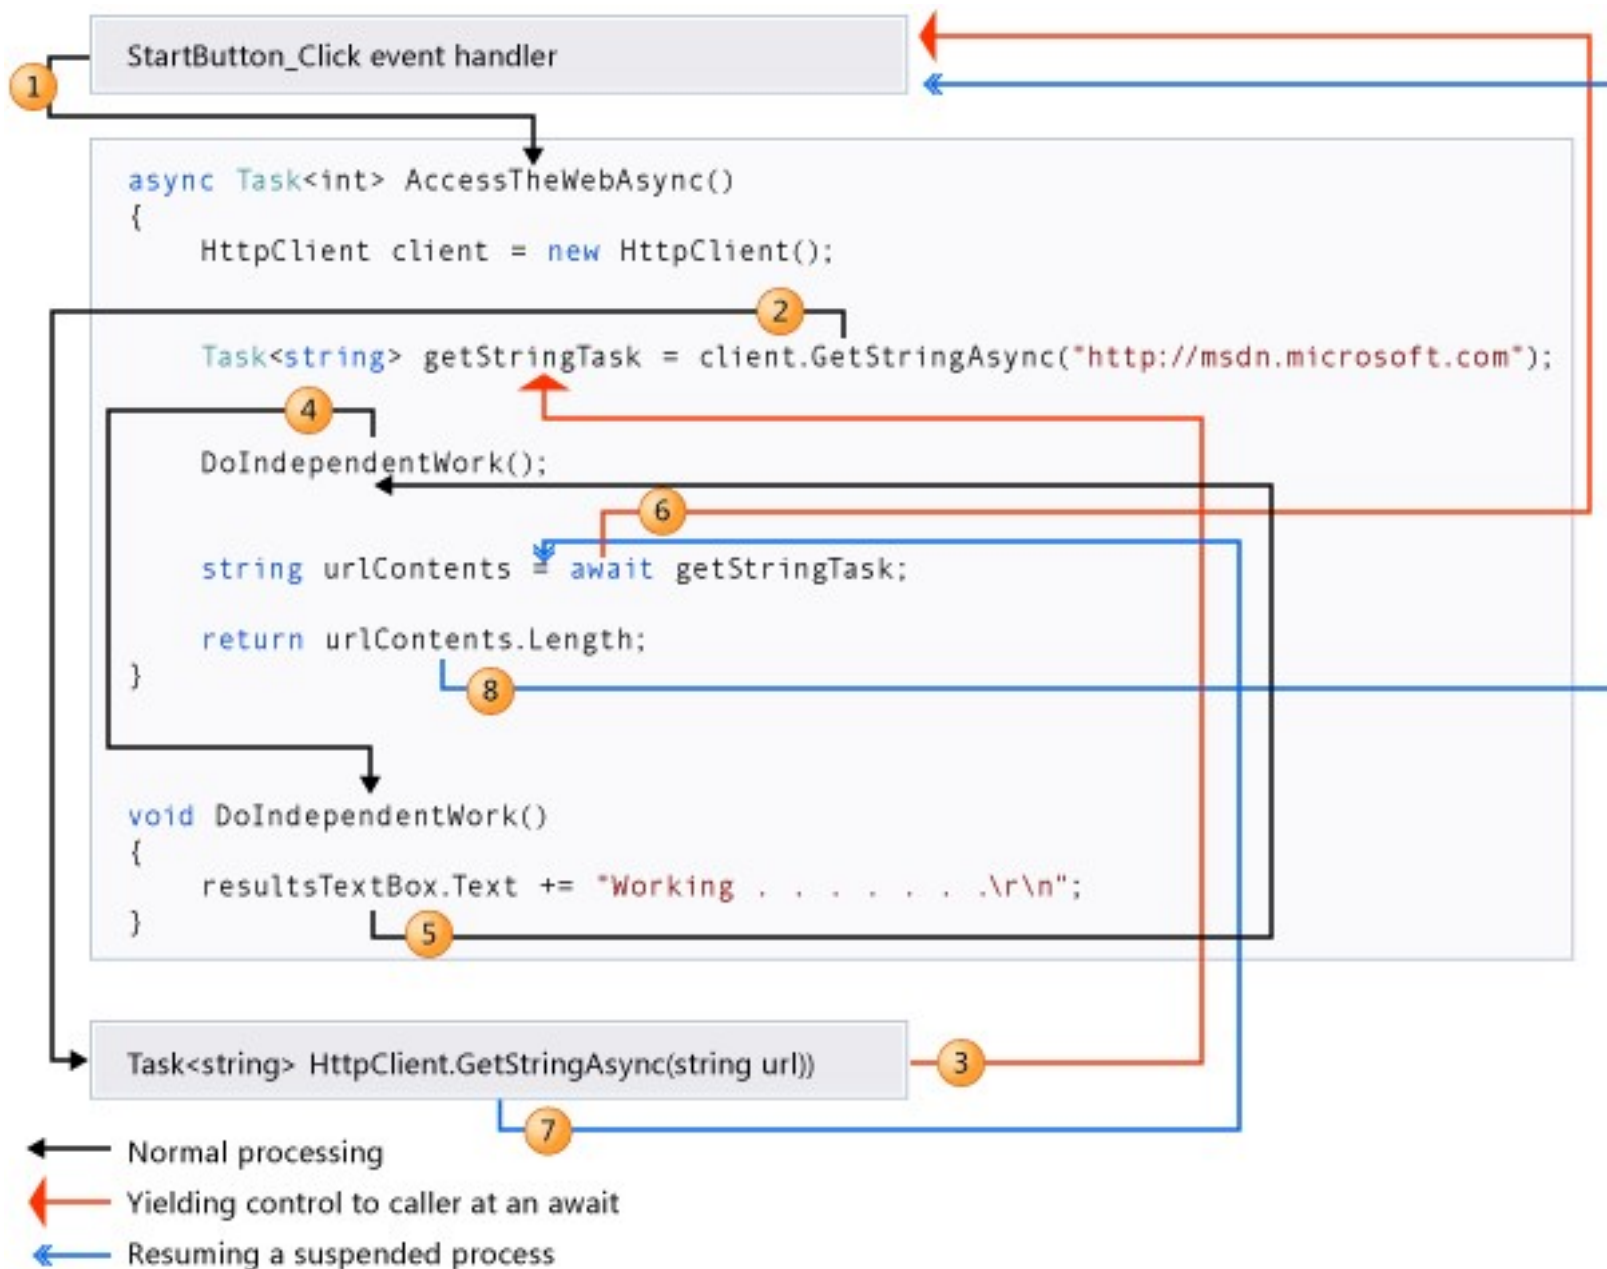 StartButton_Click event handler
1
async Task<int> AccessTheWebAsync()
{
HttpClient client = new HttpClient();
2
Task<string> getStringTask = client.GetStringAsync("http://msdn.microsoft.com");
4
DoIndependentWork();
6
string urlContents = await getStringTask;
return urlContents.Length;
}
8
void DoIndependentWork()
{
resultsTextBox.Text += "Working . . . . . . .\r\n";
}
5
Task<string> HttpClient.GetStringAsync(string url))
3
7
Normal processing
Yielding control to caller at an await
Resuming a suspended process